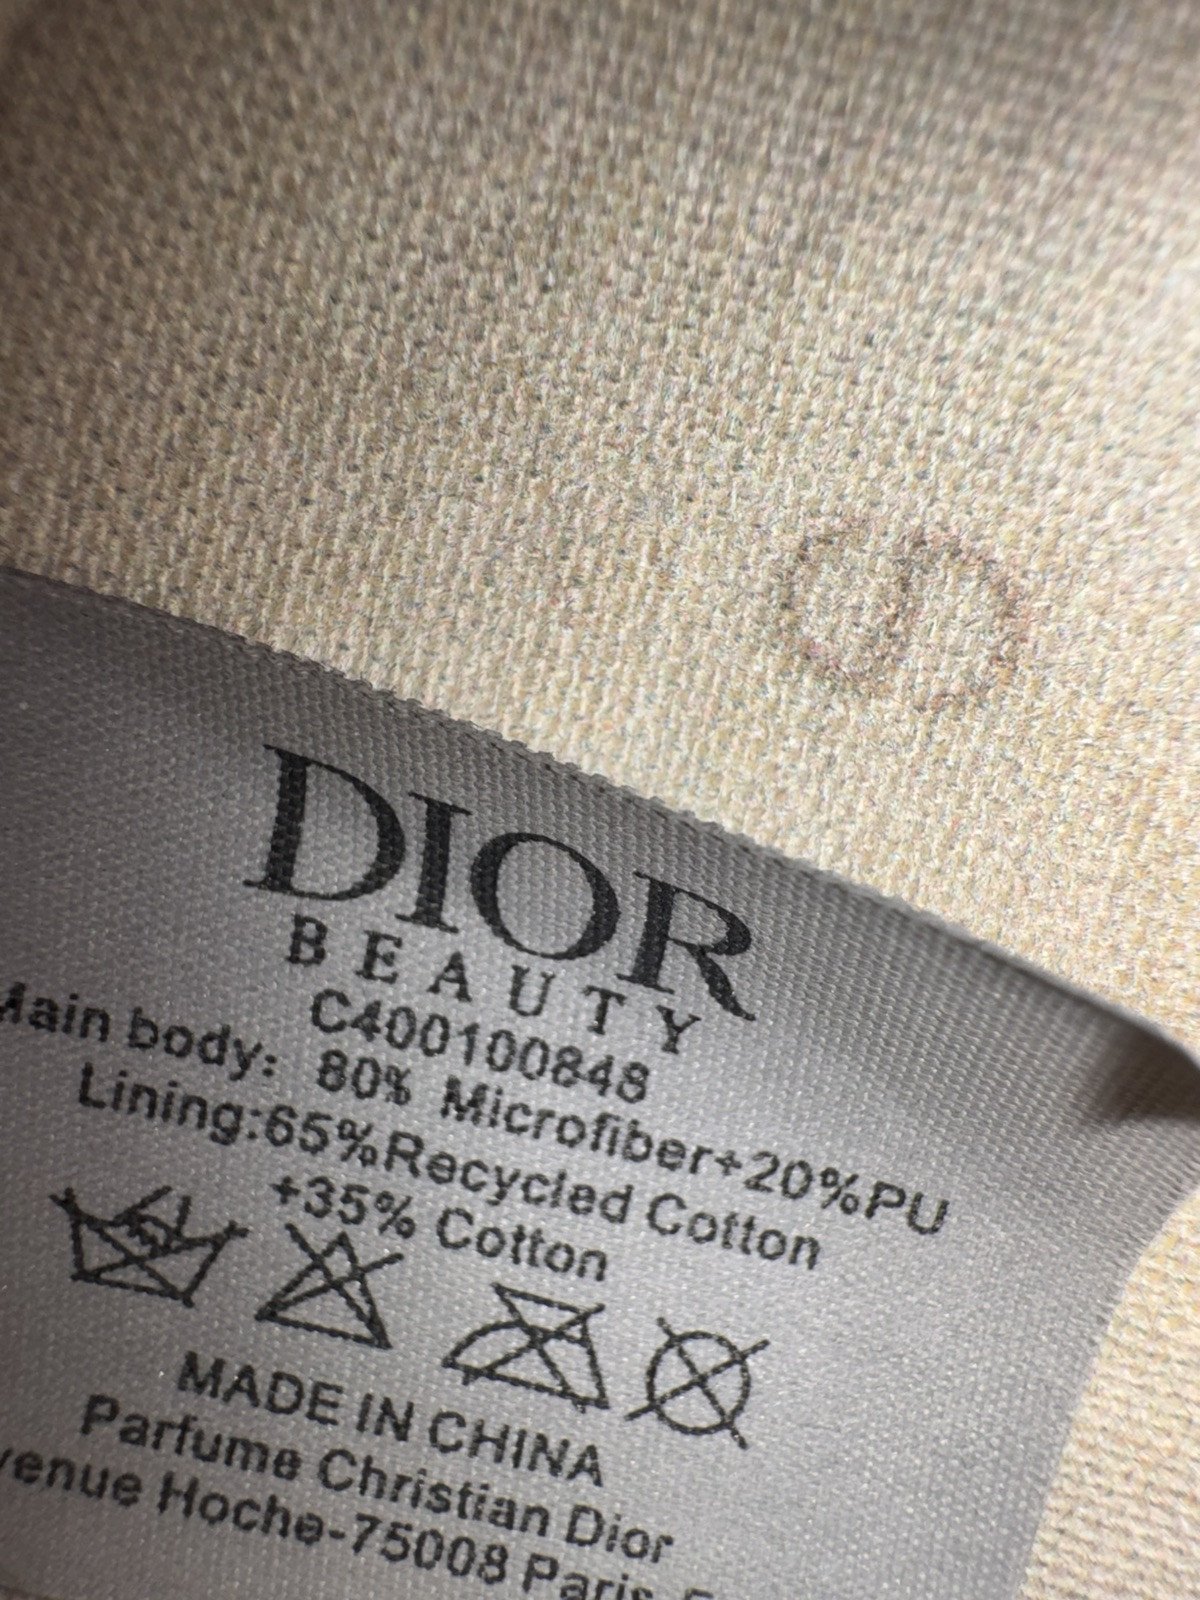 DIOR
BEAUTY
C400100848
Main body: 80% Microfiber+20%PU
Lining:65%Recycled Cotton
+35% Cotton
MADE IN CHINA
Parfume Christian Dior
Hoche-75008 Paris